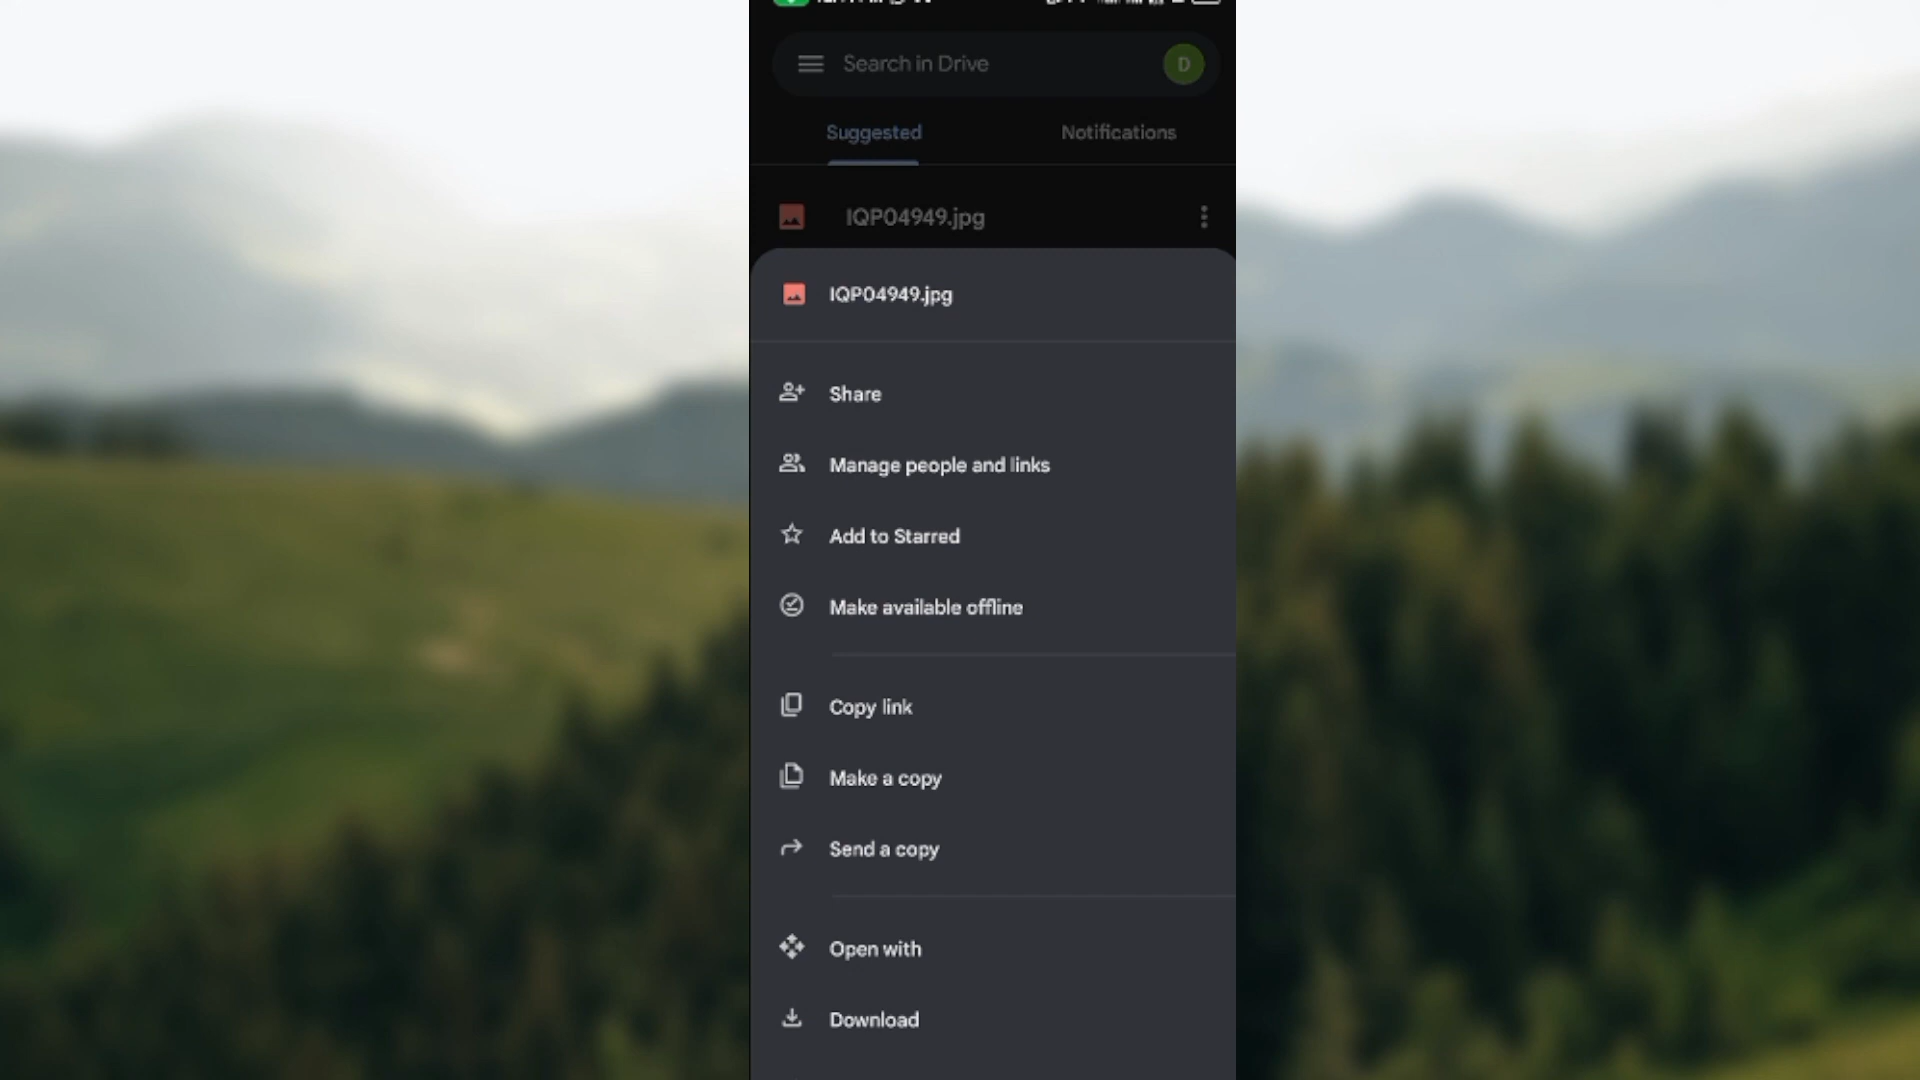 Search in Drive
D
Suggested
Notifications
IQP04949.jpg
IQP04949.jpg
Share
Manage people and links
Add to Starred
Make available offline
Copy link
Make a copy
Send a copy
Open with
Download